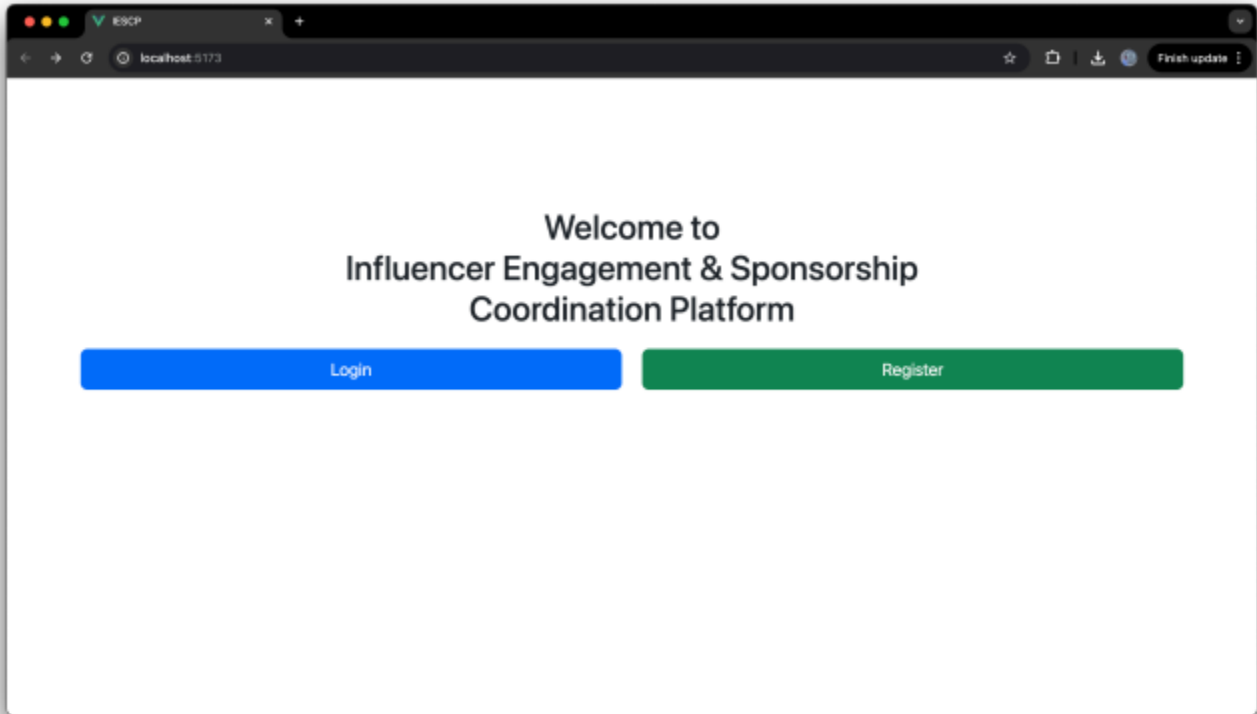 IESCP
localhost:5173
Finish update
Welcome to
Influencer Engagement & Sponsorship
Coordination Platform
Login
Register